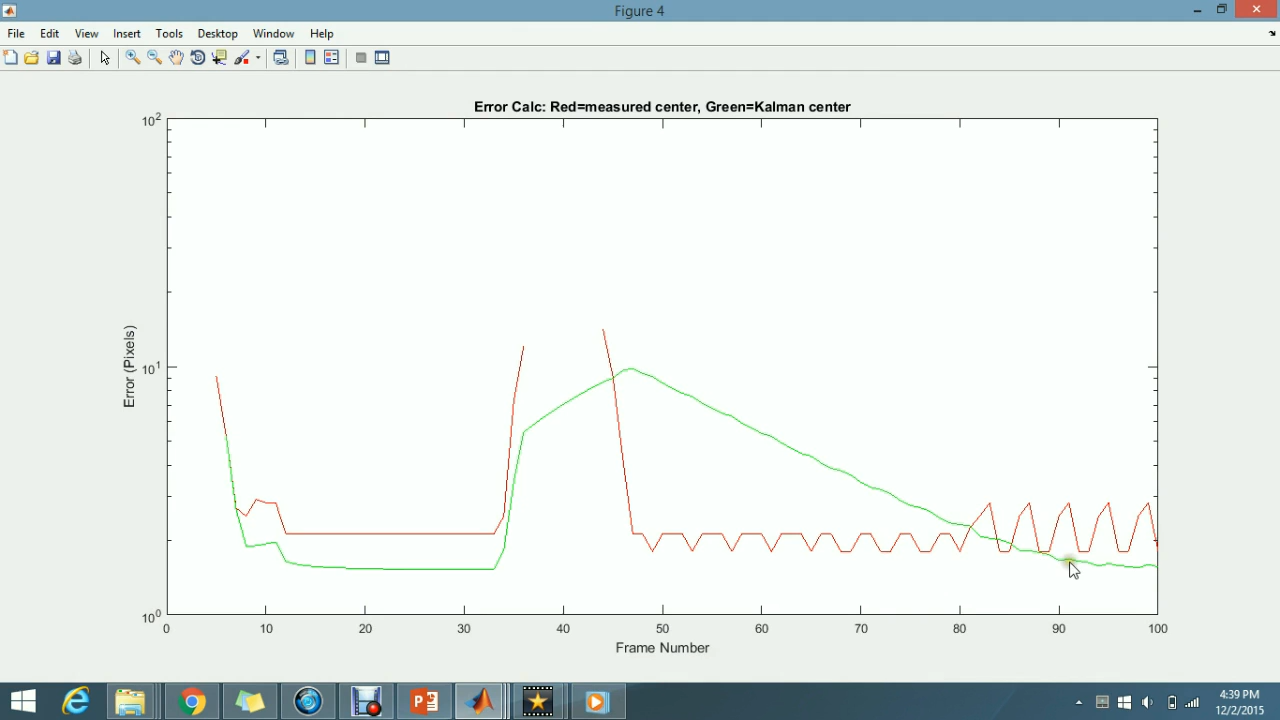 Figure 4
File Edit View Insert Tools Desktop Window Help
Error Calc: Red=measured center, Green=Kalman center
10^2
10^1
10^0
Error (Pixels)
0 10 20 30 40 50 60 70 80 90 100
Frame Number
4:39 PM
12/2/2015